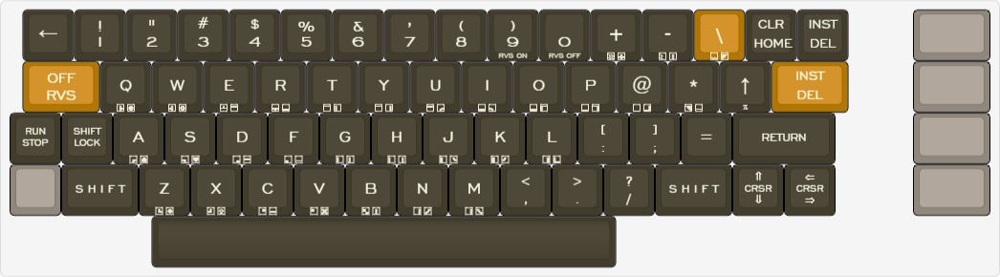 ← ! 1 " 2 # 3 $ 4 % 5 & 6 ' 7 ( 8 ) 9 RVS ON 0 RVS OFF + - \ CLR HOME INST DEL
OFF RVS Q W E R T Y U I O P @ * ↑ π INST DEL
RUN STOP SHIFT LOCK A S D F G H J K L [ : ] ; = RETURN
SHIFT Z X C V B N M < , > . ? / SHIFT ⇑ CRSR ⇓ ⇐ CRSR ⇒